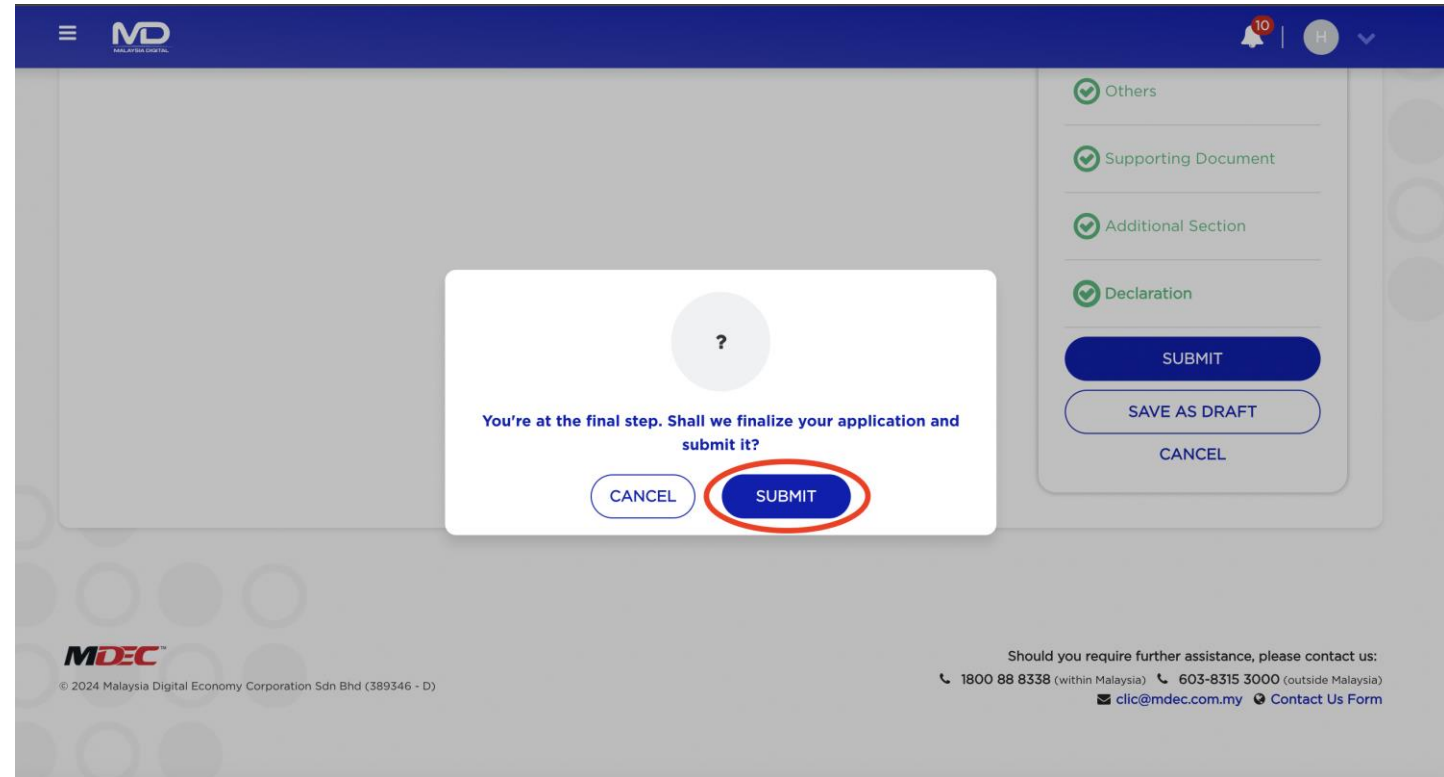 MD
MALAYSIA DIGITAL
10
H
Others
Supporting Document
Additional Section
Declaration
SUBMIT
SAVE AS DRAFT
CANCEL
?
You're at the final step. Shall we finalize your application and
submit it?
CANCEL
SUBMIT
MDEC™
© 2024 Malaysia Digital Economy Corporation Sdn Bhd (389346 - D)
Should you require further assistance, please contact us:
1800 88 8338 (within Malaysia) 603-8315 3000 (outside Malaysia)
clic@mdec.com.my Contact Us Form